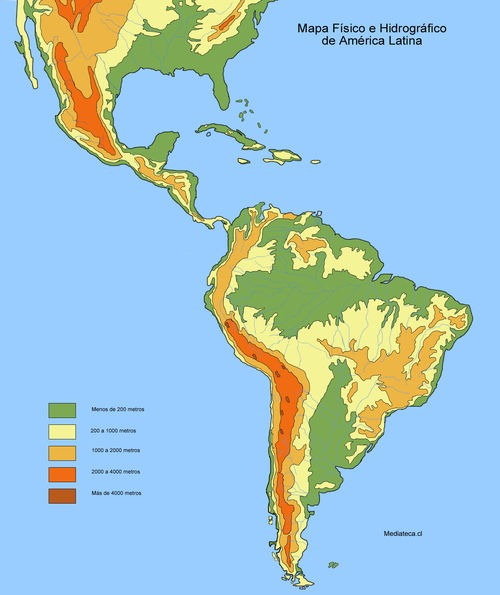 Mapa Físico e Hidrográfico
de América Latina
Menos de 200 metros
200 a 1000 metros
1000 a 2000 metros
2000 a 4000 metros
Más de 4000 metros
Mediateca.cl